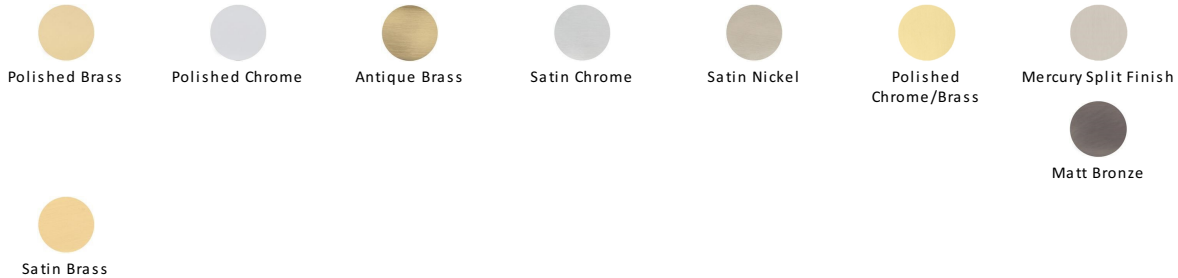 Polished Brass
Polished Chrome
Antique Brass
Satin Chrome
Satin Nickel
Polished
Chrome/Brass
Mercury Split Finish
Matt Bronze
Satin Brass